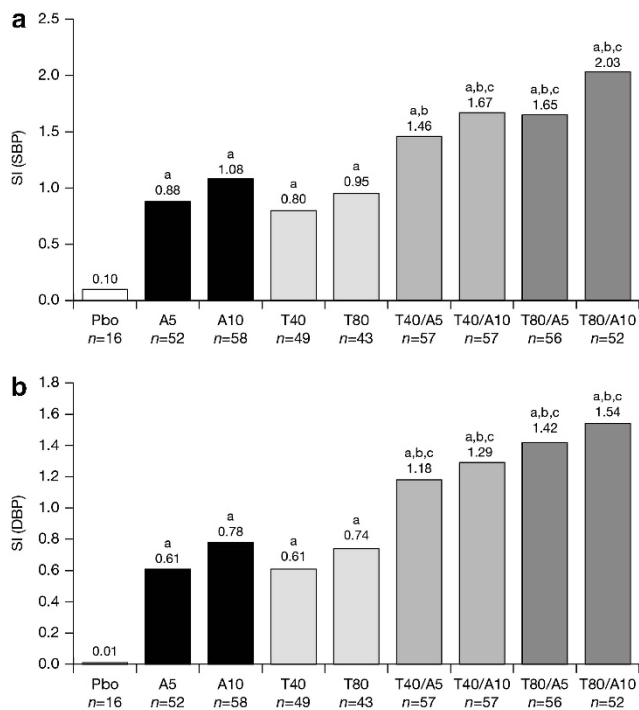 a
SI (SBP)
2.5
2.0
1.5
1.0
0.5
0.0
0.10
a
0.88
a
1.08
a
0.80
a
0.95
a,b
1.46
a,b,c
1.67
a,b,c
1.65
a,b,c
2.03
Pbo A5 A10 T40 T80 T40/A5 T40/A10 T80/A5 T80/A10
n=16 n=52 n=58 n=49 n=43 n=57 n=57 n=56 n=52
b
SI (DBP)
1.8
1.6
1.4
1.2
1.0
0.8
0.6
0.4
0.2
0.0
0.01
a
0.61
a
0.78
a
0.61
a
0.74
a,b,c
1.18
a,b,c
1.29
a,b,c
1.42
a,b,c
1.54
Pbo A5 A10 T40 T80 T40/A5 T40/A10 T80/A5 T80/A10
n=16 n=52 n=58 n=49 n=43 n=57 n=57 n=56 n=52